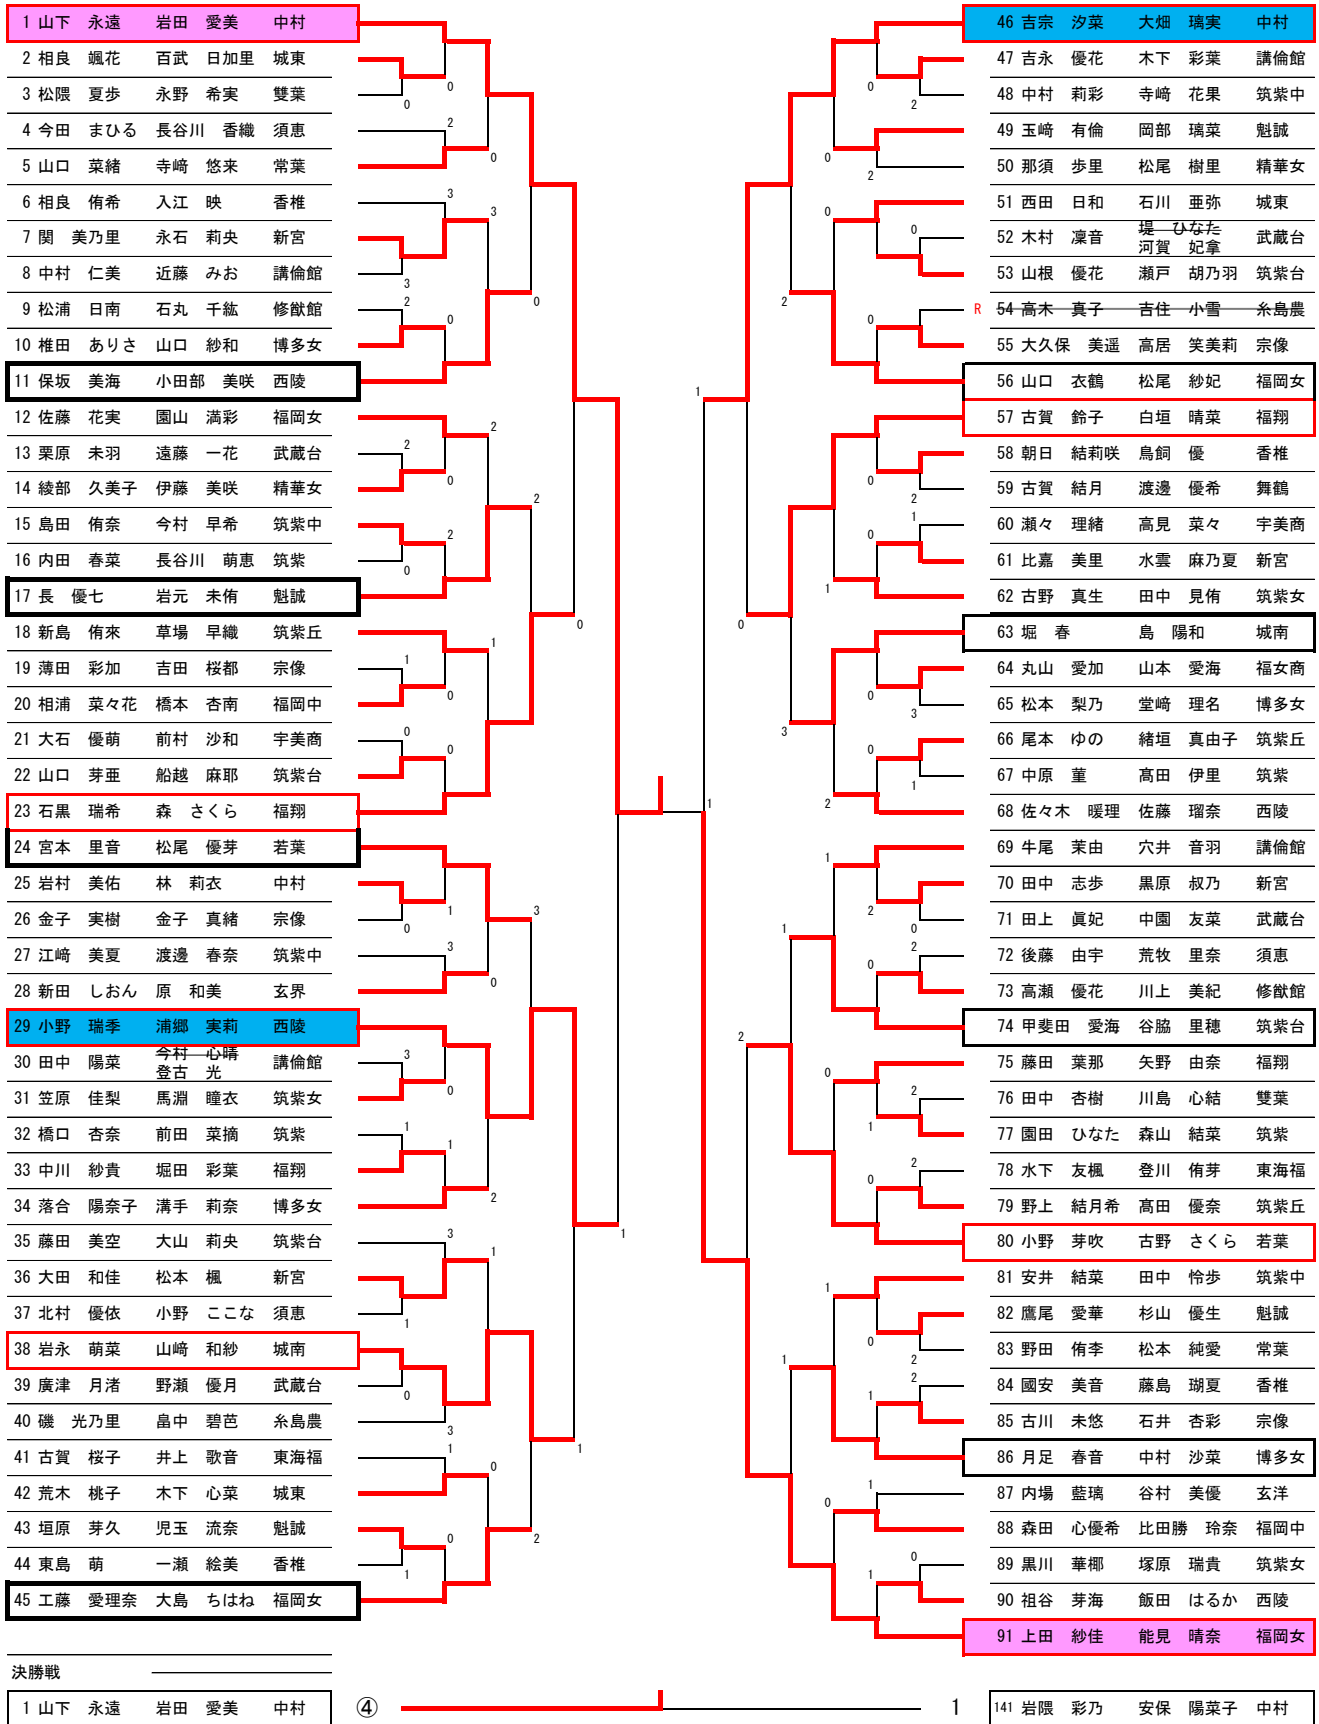 1 山下 永遠 岩田 愛美 中村
2 相良 颯花 百武 日加里 城東
3 松隈 夏歩 永野 希実 雙葉
4 今田 まひる 長谷川 香織 須恵
5 山口 菜緒 寺﨑 悠来 常葉
6 相良 侑希 入江 映 香椎
7 関 美乃里 永石 莉央 新宮
8 中村 仁美 近藤 みお 講倫館
9 松浦 日南 石丸 千紘 修猷館
10 椎田 ありさ 山口 紗和 博多女
11 保坂 美海 小田部 美咲 西陵
12 佐藤 花実 園山 満彩 福岡女
13 栗原 未羽 遠藤 一花 武蔵台
14 綾部 久美子 伊藤 美咲 精華女
15 島田 侑奈 今村 早希 筑紫中
16 内田 春菜 長谷川 萌恵 筑紫
17 長 優七 岩元 未侑 魁誠
18 新島 侑來 草場 早織 筑紫丘
19 薄田 彩加 吉田 桜都 宗像
20 相浦 菜々花 橋本 杏南 福岡中
21 大石 優萌 前村 沙和 宇美商
22 山口 芽亜 船越 麻耶 筑紫台
23 石黒 瑞希 森 さくら 福翔
24 宮本 里音 松尾 優芽 若葉
25 岩村 美佑 林 莉衣 中村
26 金子 実樹 金子 真緒 宗像
27 江﨑 美夏 渡邊 春奈 筑紫中
28 新田 しおん 原 和美 玄界
29 小野 瑞季 浦郷 実莉 西陵
30 田中 陽菜 今村 心晴 登古 光 講倫館
31 笠原 佳梨 馬淵 瞳衣 筑紫女
32 橋口 杏奈 前田 菜摘 筑紫
33 中川 紗貴 堀田 彩葉 福翔
34 落合 陽奈子 溝手 莉奈 博多女
35 藤田 美空 大山 莉央 筑紫台
36 大田 和佳 松本 楓 新宮
37 北村 優依 小野 ここな 須恵
38 岩永 萌菜 山﨑 和紗 城南
39 廣津 月渚 野瀬 優月 武蔵台
40 磯 光乃里 畠中 碧芭 糸島農
41 古賀 桜子 井上 歌音 東海福
42 荒木 桃子 木下 心菜 城東
43 垣原 芽久 児玉 流奈 魁誠
44 東島 萌 一瀬 絵美 香椎
45 工藤 愛理奈 大島 ちはね 福岡女
46 吉宗 汐菜 大畑 璃実 中村
47 吉永 優花 木下 彩葉 講倫館
48 中村 莉彩 寺﨑 花果 筑紫中
49 玉﨑 有倫 岡部 璃菜 魁誠
50 那須 歩里 松尾 樹里 精華女
51 西田 日和 石川 亜弥 城東
52 木村 凜音 堤 ひなた 河賀 妃拿 武蔵台
53 山根 優花 瀬戸 胡乃羽 筑紫台
R 54 高木 真子 吉住 小雪 糸島農
55 大久保 美遥 高居 笑美莉 宗像
56 山口 衣鶴 松尾 紗妃 福岡女
57 古賀 鈴子 白垣 晴菜 福翔
58 朝日 結莉咲 鳥飼 優 香椎
59 古賀 結月 渡邊 優希 舞鶴
60 瀬々 理緒 高見 菜々 宇美商
61 比嘉 美里 水雲 麻乃夏 新宮
62 古野 真生 田中 見侑 筑紫女
63 堀 春 島 陽和 城南
64 丸山 愛加 山本 愛海 福女商
65 松本 梨乃 堂﨑 理名 博多女
66 尾本 ゆの 緒垣 真由子 筑紫丘
67 中原 菫 髙田 伊里 筑紫
68 佐々木 暖理 佐藤 瑠奈 西陵
69 牛尾 茉由 穴井 音羽 講倫館
70 田中 志歩 黒原 叔乃 新宮
71 田上 眞妃 中園 友菜 武蔵台
72 後藤 由宇 荒牧 里奈 須恵
73 高瀬 優花 川上 美紀 修猷館
74 甲斐田 愛海 谷脇 里穂 筑紫台
75 藤田 葉那 矢野 由奈 福翔
76 田中 杏樹 川島 心結 雙葉
77 園田 ひなた 森山 結菜 筑紫
78 水下 友楓 登川 侑芽 東海福
79 野上 結月希 髙田 優奈 筑紫丘
80 小野 芽吹 古野 さくら 若葉
81 安井 結菜 田中 怜歩 筑紫中
82 鷹尾 愛華 杉山 優生 魁誠
83 野田 侑李 松本 純愛 常葉
84 國安 美音 藤島 瑚夏 香椎
85 古川 未悠 石井 杏彩 宗像
86 月足 春音 中村 沙菜 博多女
87 内場 藍璃 谷村 美優 玄洋
88 森田 心優希 比田勝 玲奈 福岡中
89 黒川 華梛 塚原 瑞貴 筑紫女
90 祖谷 芽海 飯田 はるか 西陵
91 上田 紗佳 能見 晴奈 福岡女
決勝戦
1 山下 永遠 岩田 愛美 中村 ④ 1 141 岩隈 彩乃 安保 陽菜子 中村